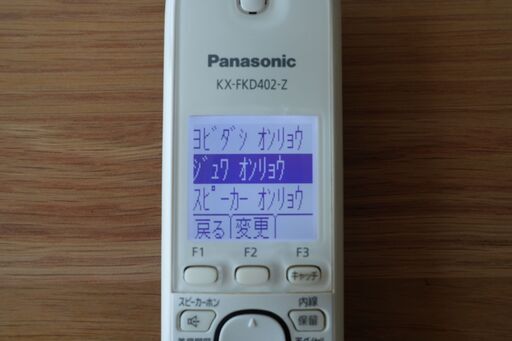 Panasonic
KX-FKD402-Z
ﾖﾋﾞﾀﾞｼ ｵﾝﾘｮｳ
ｼﾞｭﾜ ｵﾝﾘｮｳ
ｽﾋﾟｰｶｰ ｵﾝﾘｮｳ
戻る 変更
F1 F2 F3
キャッチ
スピーカーホン 内線
保留